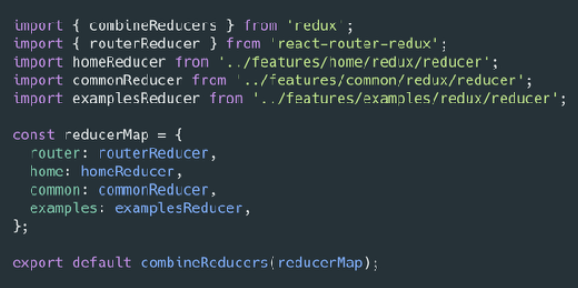 import { combineReducers } from 'redux';
import { routerReducer } from 'react-router-redux';
import homeReducer from '../features/home/redux/reducer';
import commonReducer from '../features/common/redux/reducer';
import examplesReducer from '../features/examples/redux/reducer';

const reducerMap = {
  router: routerReducer,
  home: homeReducer,
  common: commonReducer,
  examples: examplesReducer,
};

export default combineReducers(reducerMap);